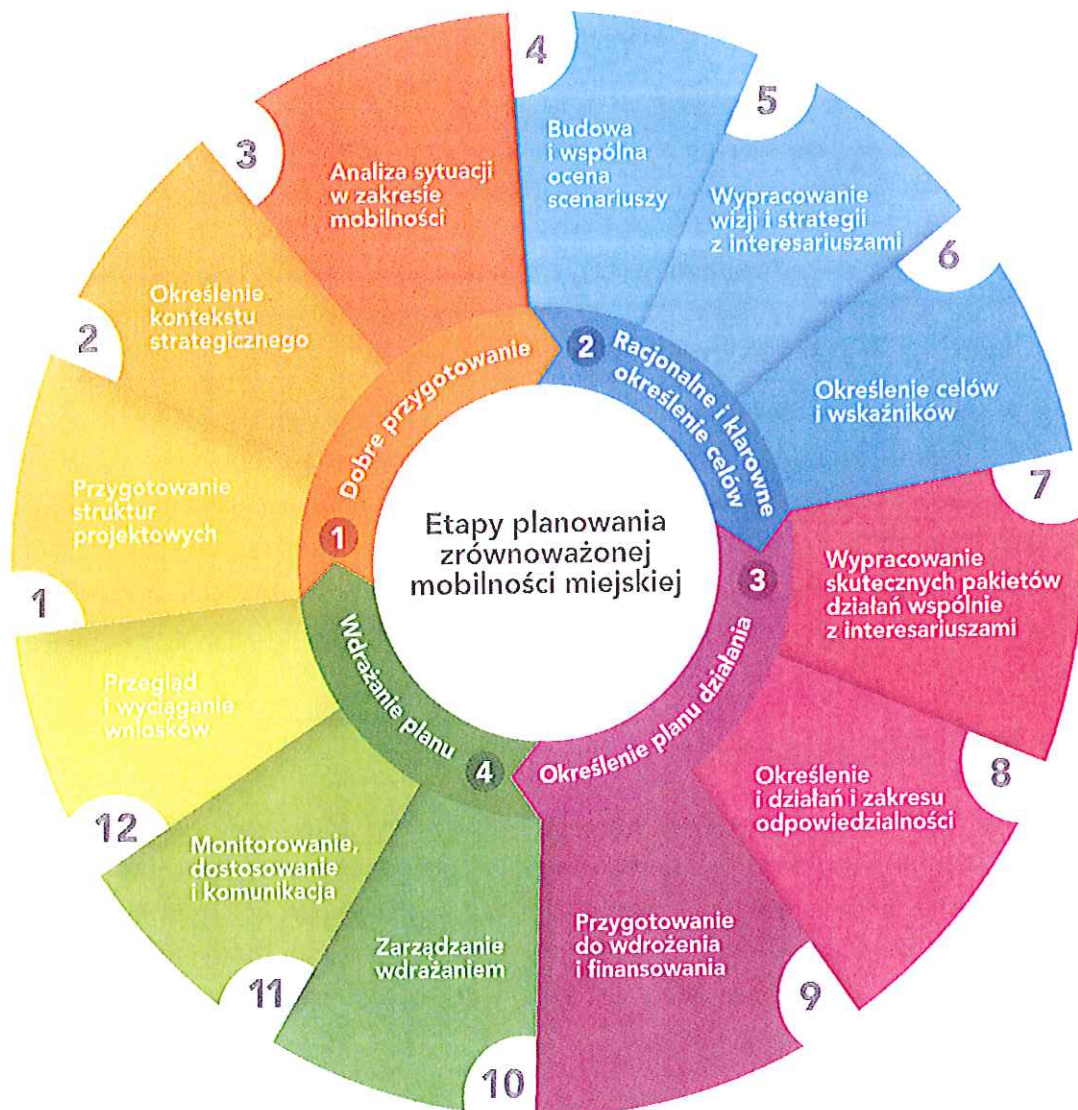 Etapy planowania
zrównoważonej
mobilności miejskiej
1
Dobre przygotowanie
2
Racjonalne i klarowne
określenie celów
3
Określenie planu działania
4
Wdrażanie planu
1
Przygotowanie
struktur
projektowych
2
Określenie
kontekstu
strategicznego
3
Analiza sytuacji
w zakresie
mobilności
4
Budowa
i wspólna
ocena
scenariuszy
5
Wypracowanie
wizji i strategii
z interesariuszami
6
Określenie celów
i wskaźników
7
Wypracowanie
skutecznych pakietów
działań wspólnie
z interesariuszami
8
Określenie
i działań i zakresu
odpowiedzialności
9
Przygotowanie
do wdrożenia
i finansowania
10
Zarządzanie
wdrażaniem
11
Monitorowanie,
dostosowanie
i komunikacja
12
Przegląd
i wyciąganie
wniosków